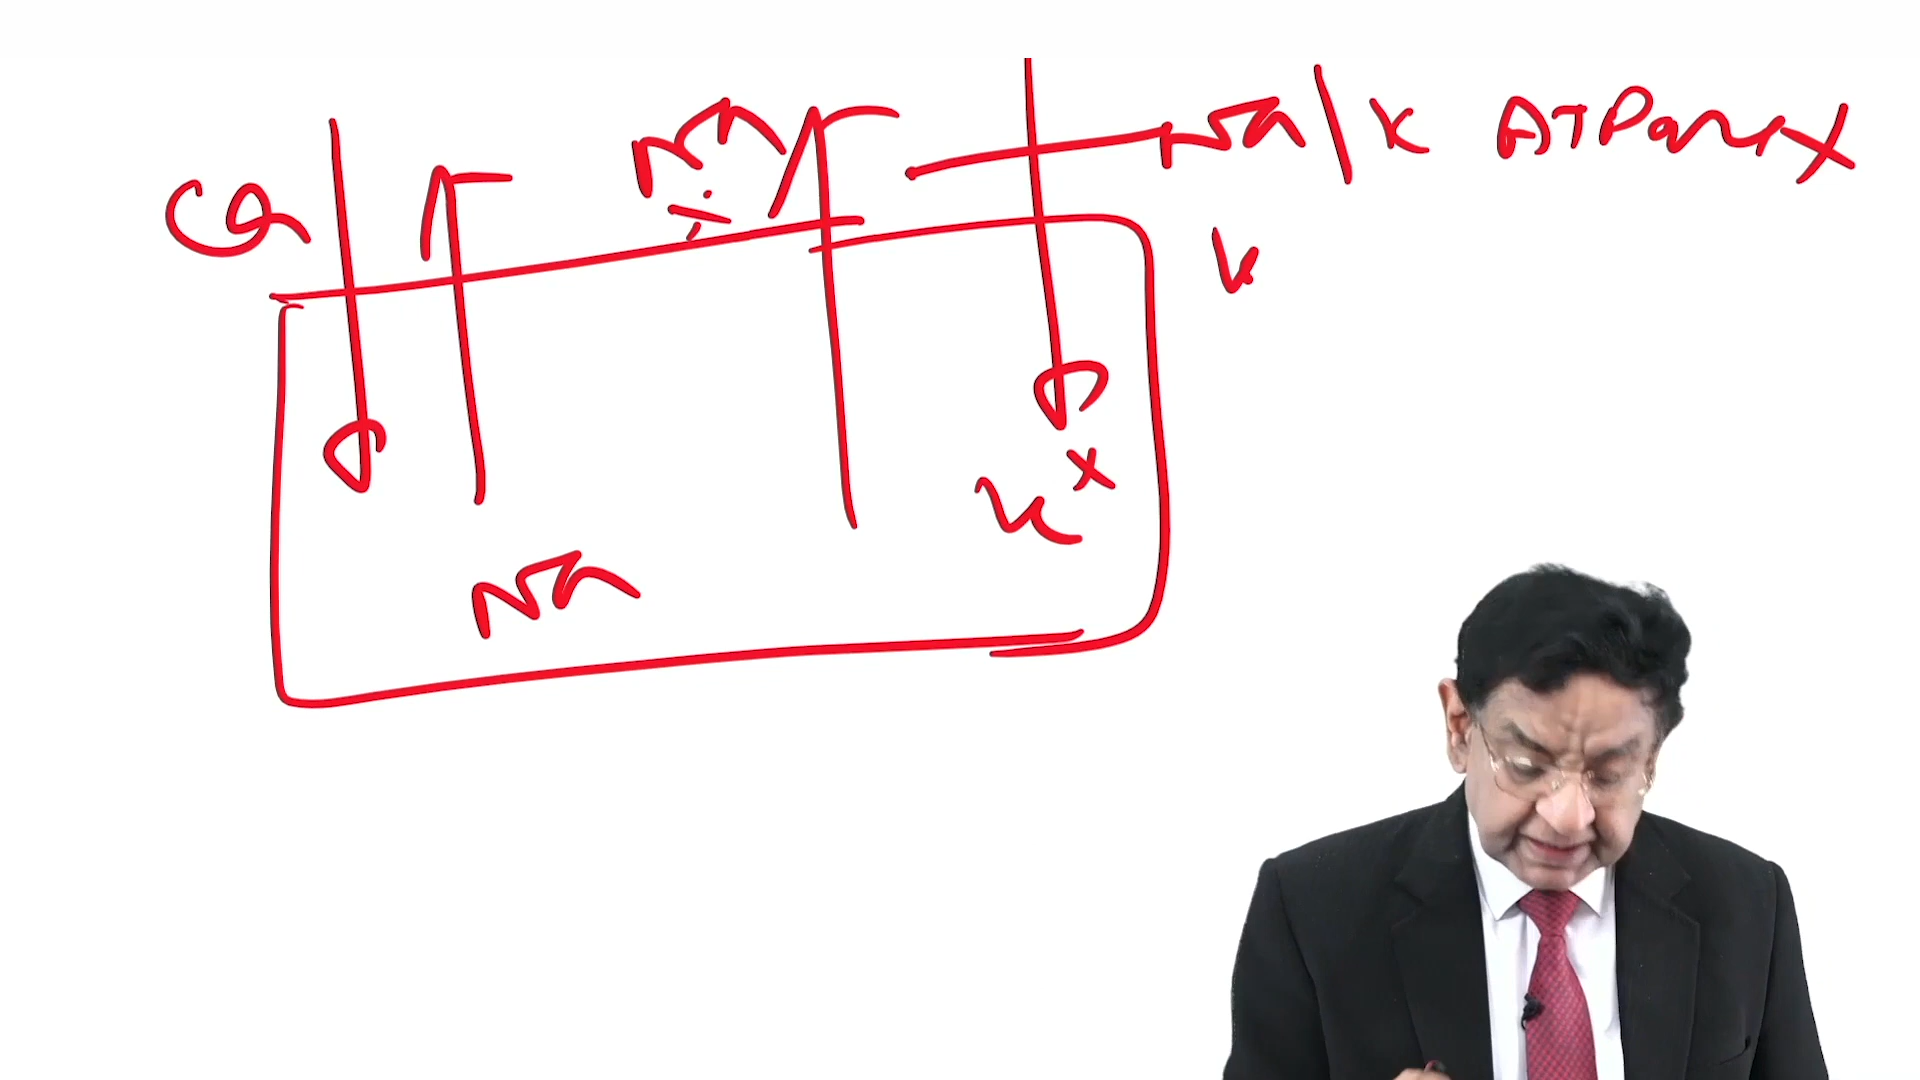 Na/K ATPase X
Na
Ca
K
K x
Na